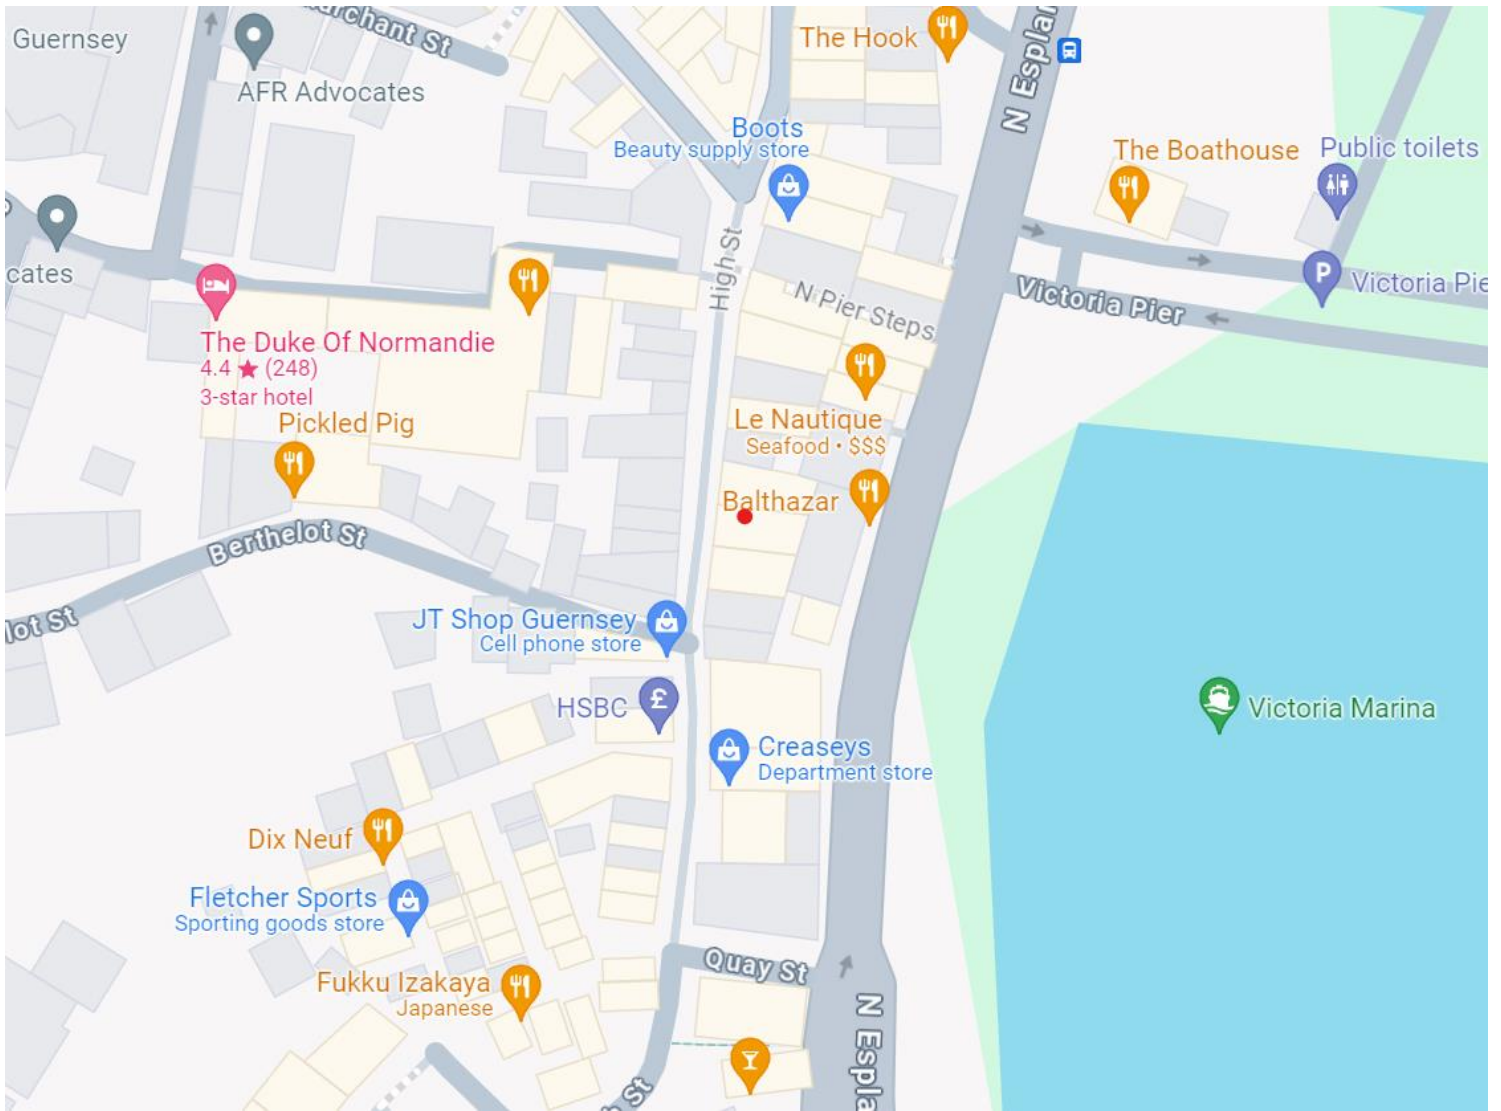 Guernsey
AFR Advocates
The Hook
N Esplan
Boots
Beauty supply store
The Boathouse
Public toilets
cates
High St
N Pier Steps
Victoria Pier
Victoria Pie
The Duke Of Normandie
4.4 ★ (248)
3-star hotel
Pickled Pig
Le Nautique
Seafood • $$$
Balthazar
Berthelot St
lot St
JT Shop Guernsey
Cell phone store
HSBC
£
Victoria Marina
Creaseys
Department store
Dix Neuf
Fletcher Sports
Sporting goods store
Quay St
Fukku Izakaya
Japanese
N Espla
St
P